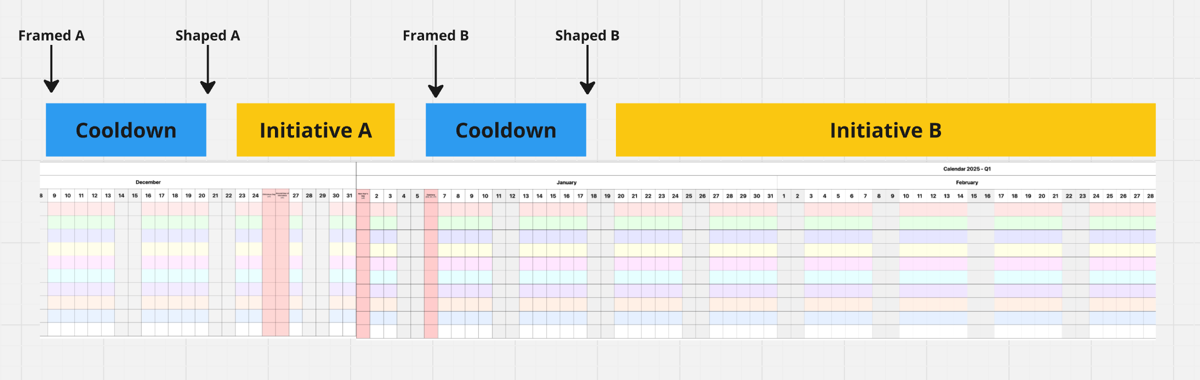 Framed A
Shaped A
Framed B
Shaped B
Cooldown
Initiative A
Cooldown
Initiative B
Calendar 2025 - Q1
December
January
February
8 9 10 11 12 13 14 15 16 17 18 19 20 21 22 23 24 27 28 29 30 31 2 3 4 5 7 8 9 10 11 12 13 14 15 16 17 18 19 20 21 22 23 24 25 26 27 28 29 30 31 1 2 3 4 5 6 7 8 9 10 11 12 13 14 15 16 17 18 19 20 21 22 23 24 25 26 27 28